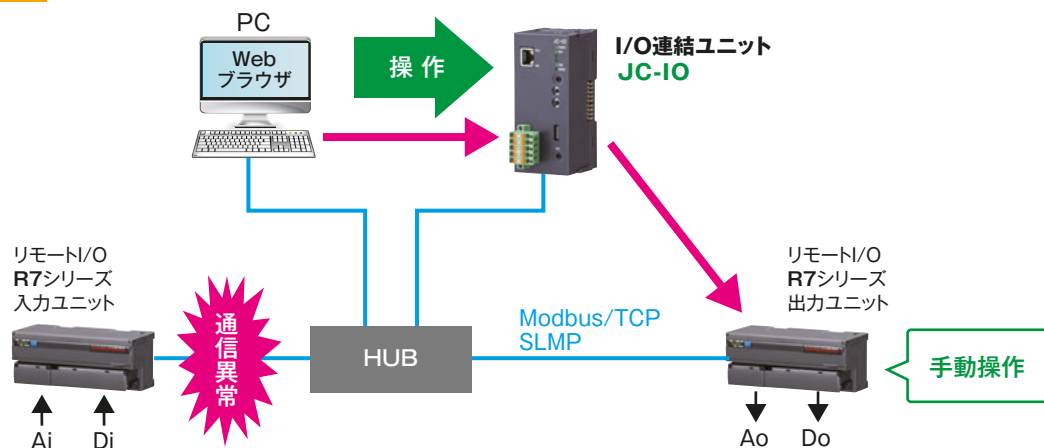 PC
Web
ブラウザ
操作
I/O連結ユニット
JC-IO
リモートI/O
R7シリーズ
入力ユニット
通信異常
HUB
Modbus/TCP
SLMP
リモートI/O
R7シリーズ
出力ユニット
手動操作
Ai
Di
Ao
Do